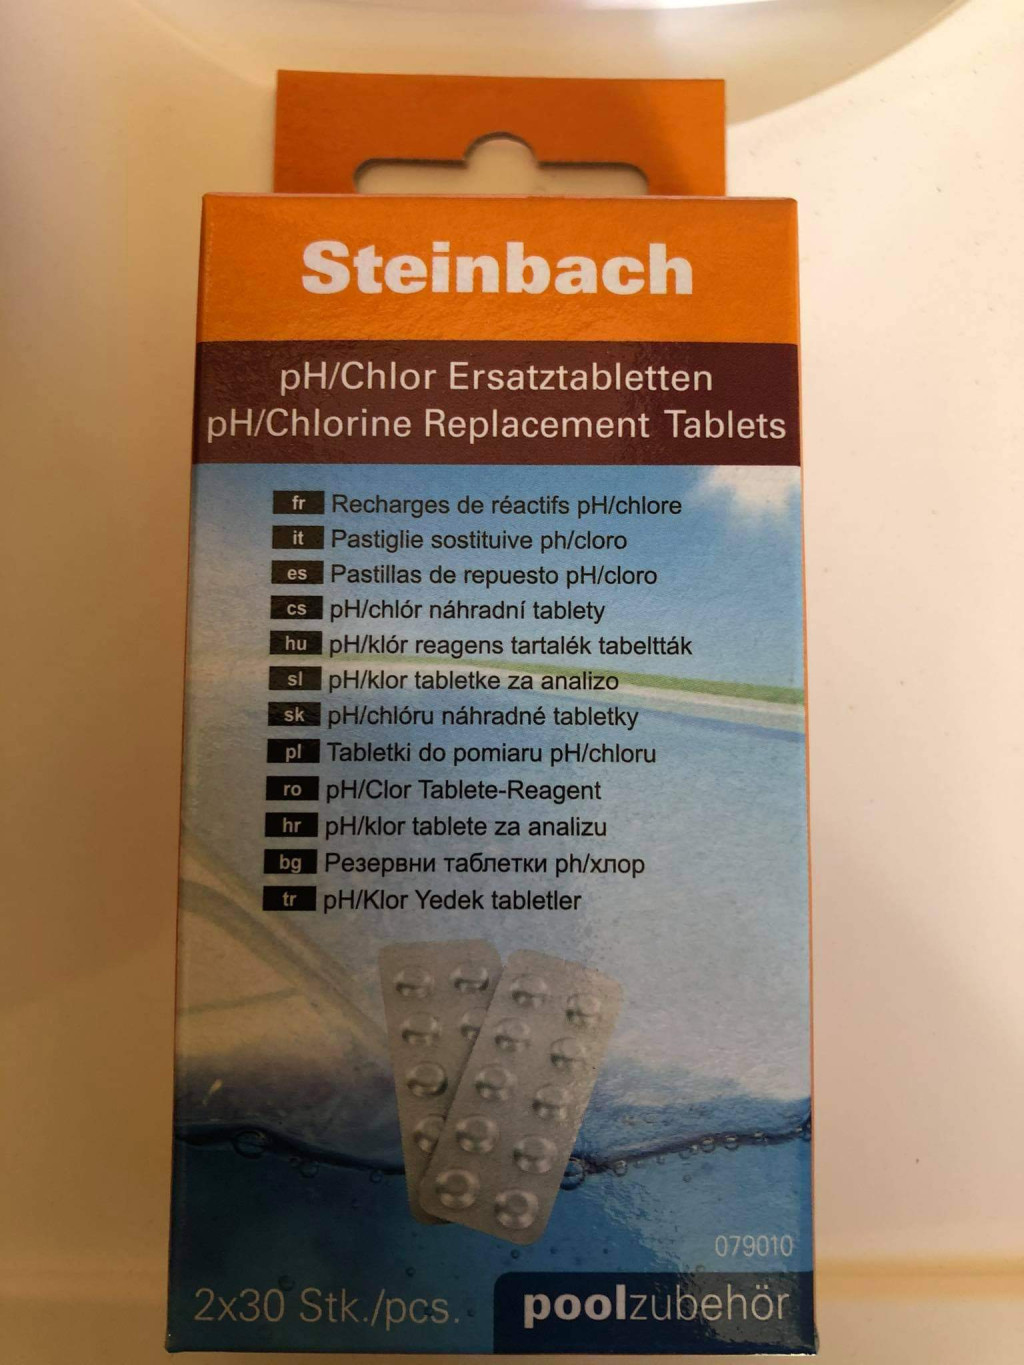 Steinbach
pH/Chlor Ersatztabletten
pH/Chlorine Replacement Tablets
fr Recharges de réactifs pH/chlore
it Pastiglie sostituive ph/cloro
es Pastillas de repuesto pH/cloro
cs pH/chlór náhradní tablety
hu pH/klór reagens tartalék tabeltták
sl pH/klor tabletke za analizo
sk pH/chlóru náhradné tabletky
pl Tabletki do pomiaru pH/chloru
ro pH/Clor Tablete-Reagent
hr pH/klor tablete za analizu
bg Резервни таблетки ph/хлор
tr pH/Klor Yedek tabletler
079010
2x30 Stk./pcs.
poolzubehör